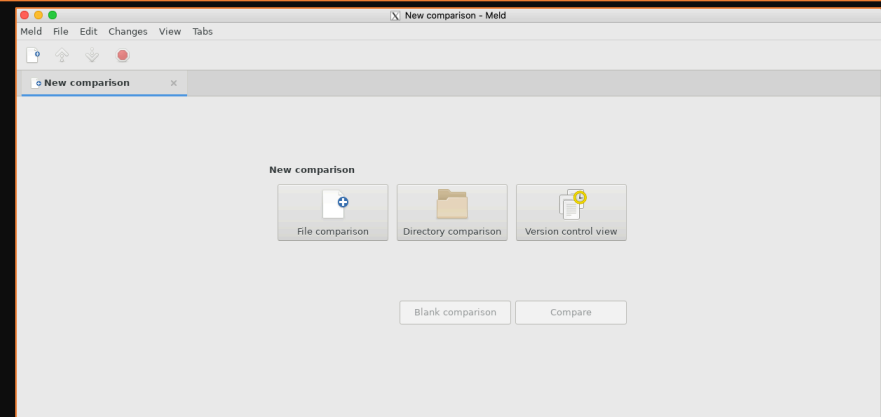 New comparison - Meld
Meld File Edit Changes View Tabs
New comparison
New comparison
File comparison Directory comparison Version control view
Blank comparison Compare